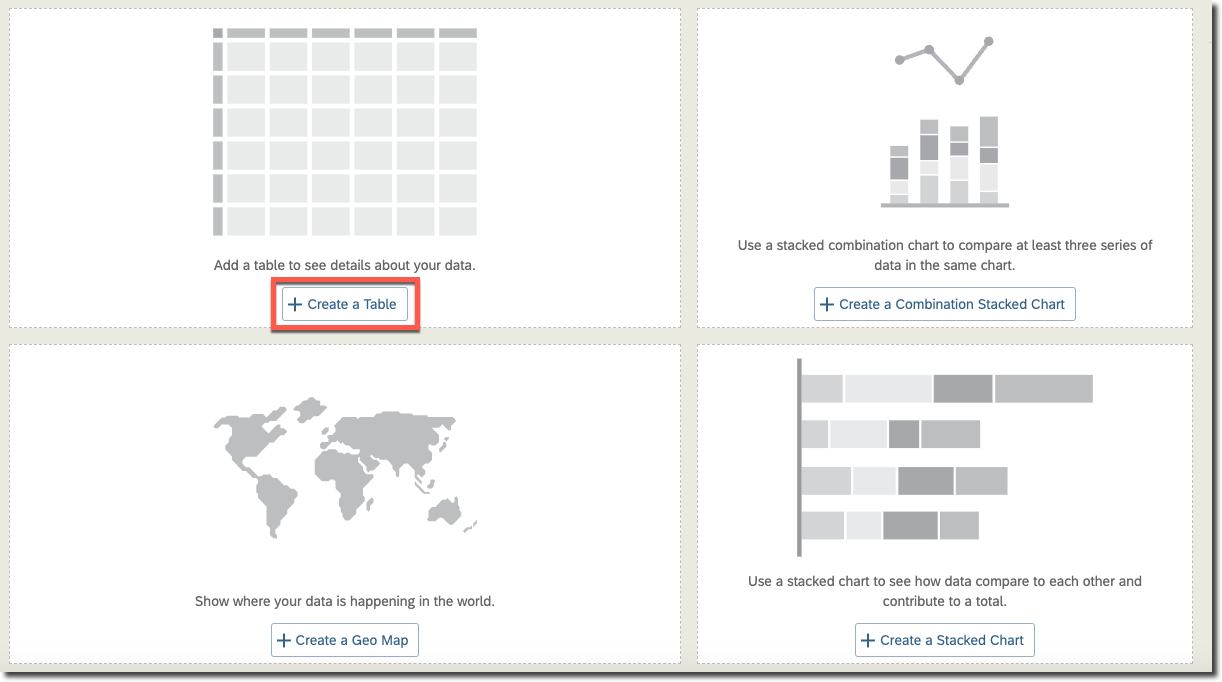 Add a table to see details about your data.
Create a Table
Use a stacked combination chart to compare at least three series of
data in the same chart.
Create a Combination Stacked Chart
Show where your data is happening in the world.
Create a Geo Map
Use a stacked chart to see how data compare to each other and
contribute to a total.
Create a Stacked Chart